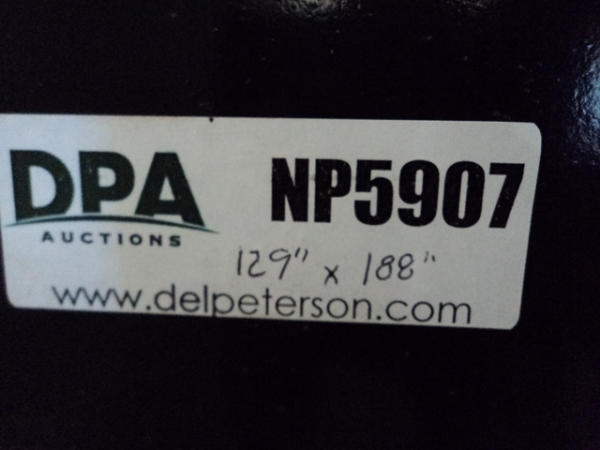 DPA NP5907
AUCTIONS
129" x 188"
www.delpeterson.com